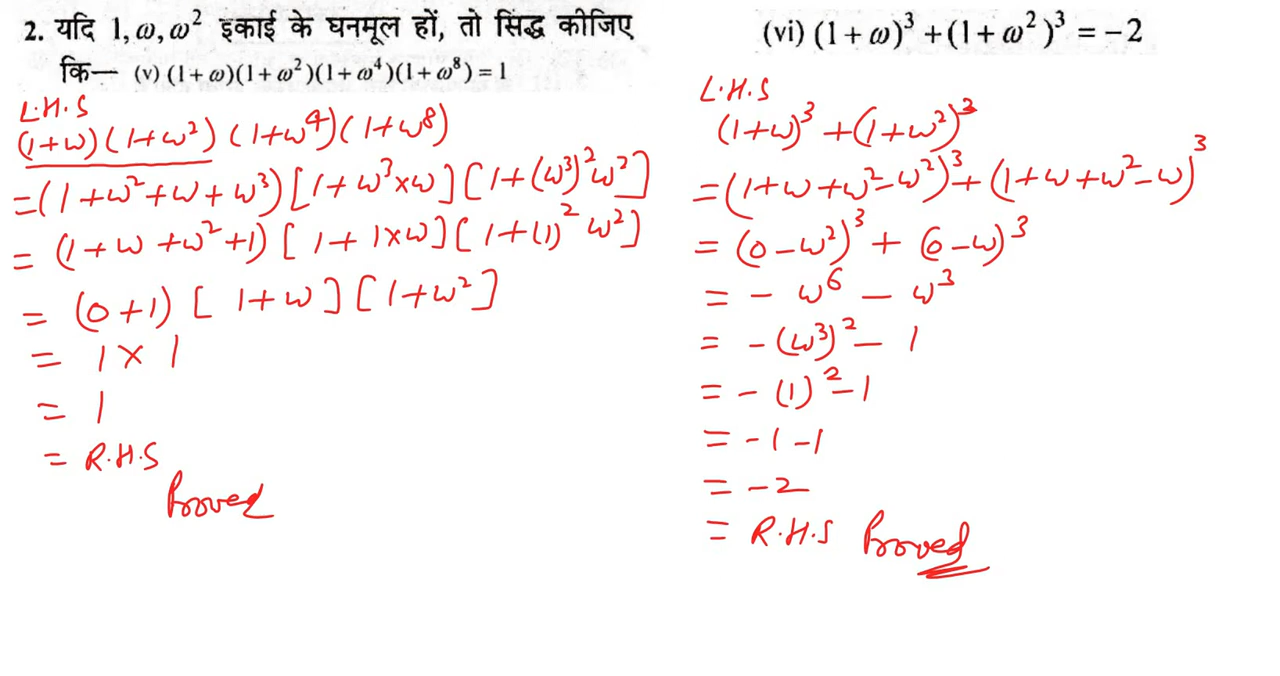 2. यदि 1, ω, ω² इकाई के घनमूल हों, तो सिद्ध कीजिए
कि— (v) (1+ω)(1+ω²)(1+ω⁴)(1+ω⁸) = 1
L.H.S
(1+ω)(1+ω²)(1+ω⁴)(1+ω⁸)
=(1+ω²+ω+ω³)[1+ω³×ω][1+(ω³)²ω²]
= (1+ω+ω²+1)[1+1×ω][1+(1)²ω²]
= (0+1)[1+ω][1+ω²]
= 1×1
= 1
= R.H.S
Proved
(vi) (1+ω)³+(1+ω²)³ = −2
L.H.S
(1+ω)³+(1+ω²)³
=(1+ω+ω²−ω²)³+(1+ω+ω²−ω)³
= (0−ω²)³ + (0−ω)³
= − ω⁶ − ω³
= −(ω³)² − 1
= −(1)²−1
= −1−1
= −2
= R.H.S Proved